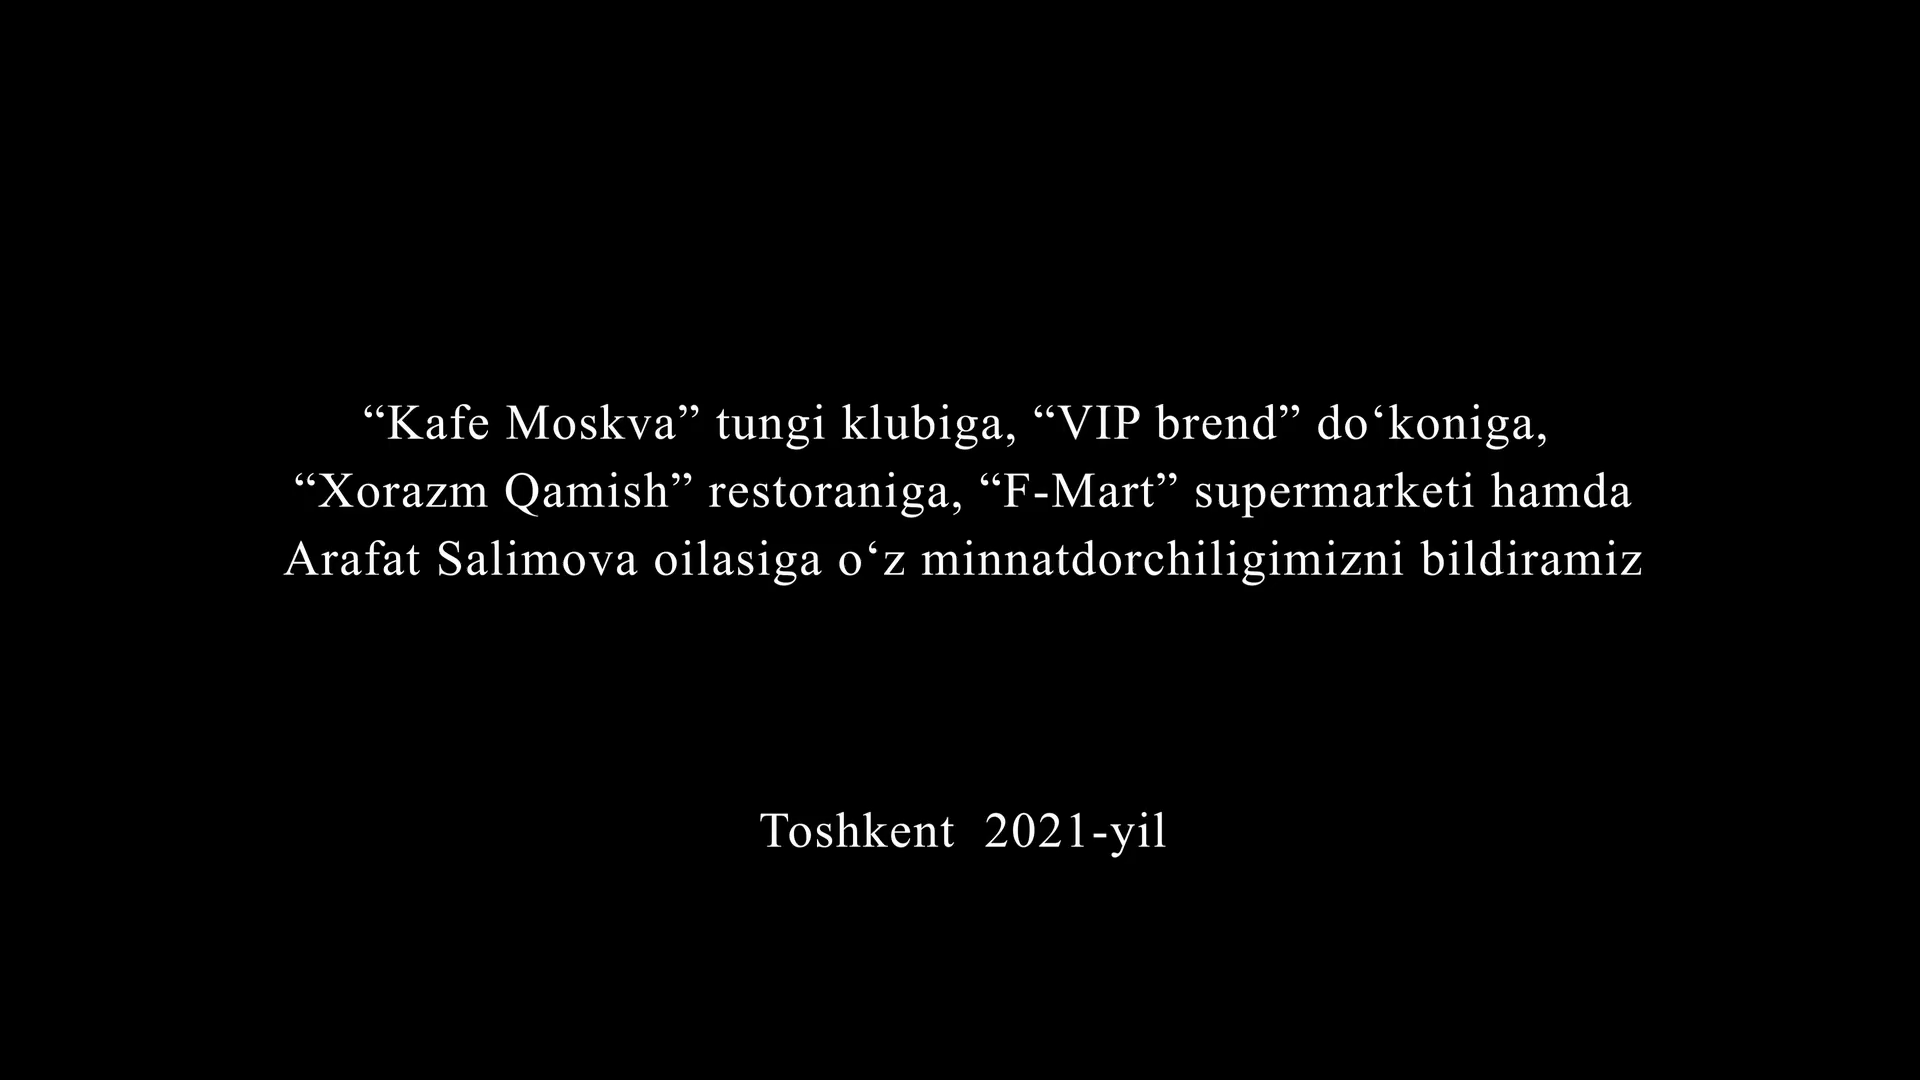 “Kafe Moskva” tungi klubiga, “VIP brend” do‘koniga,
“Xorazm Qamish” restoraniga, “F-Mart” supermarketi hamda
Arafat Salimova oilasiga o‘z minnatdorchiligimizni bildiramiz
Toshkent  2021-yil